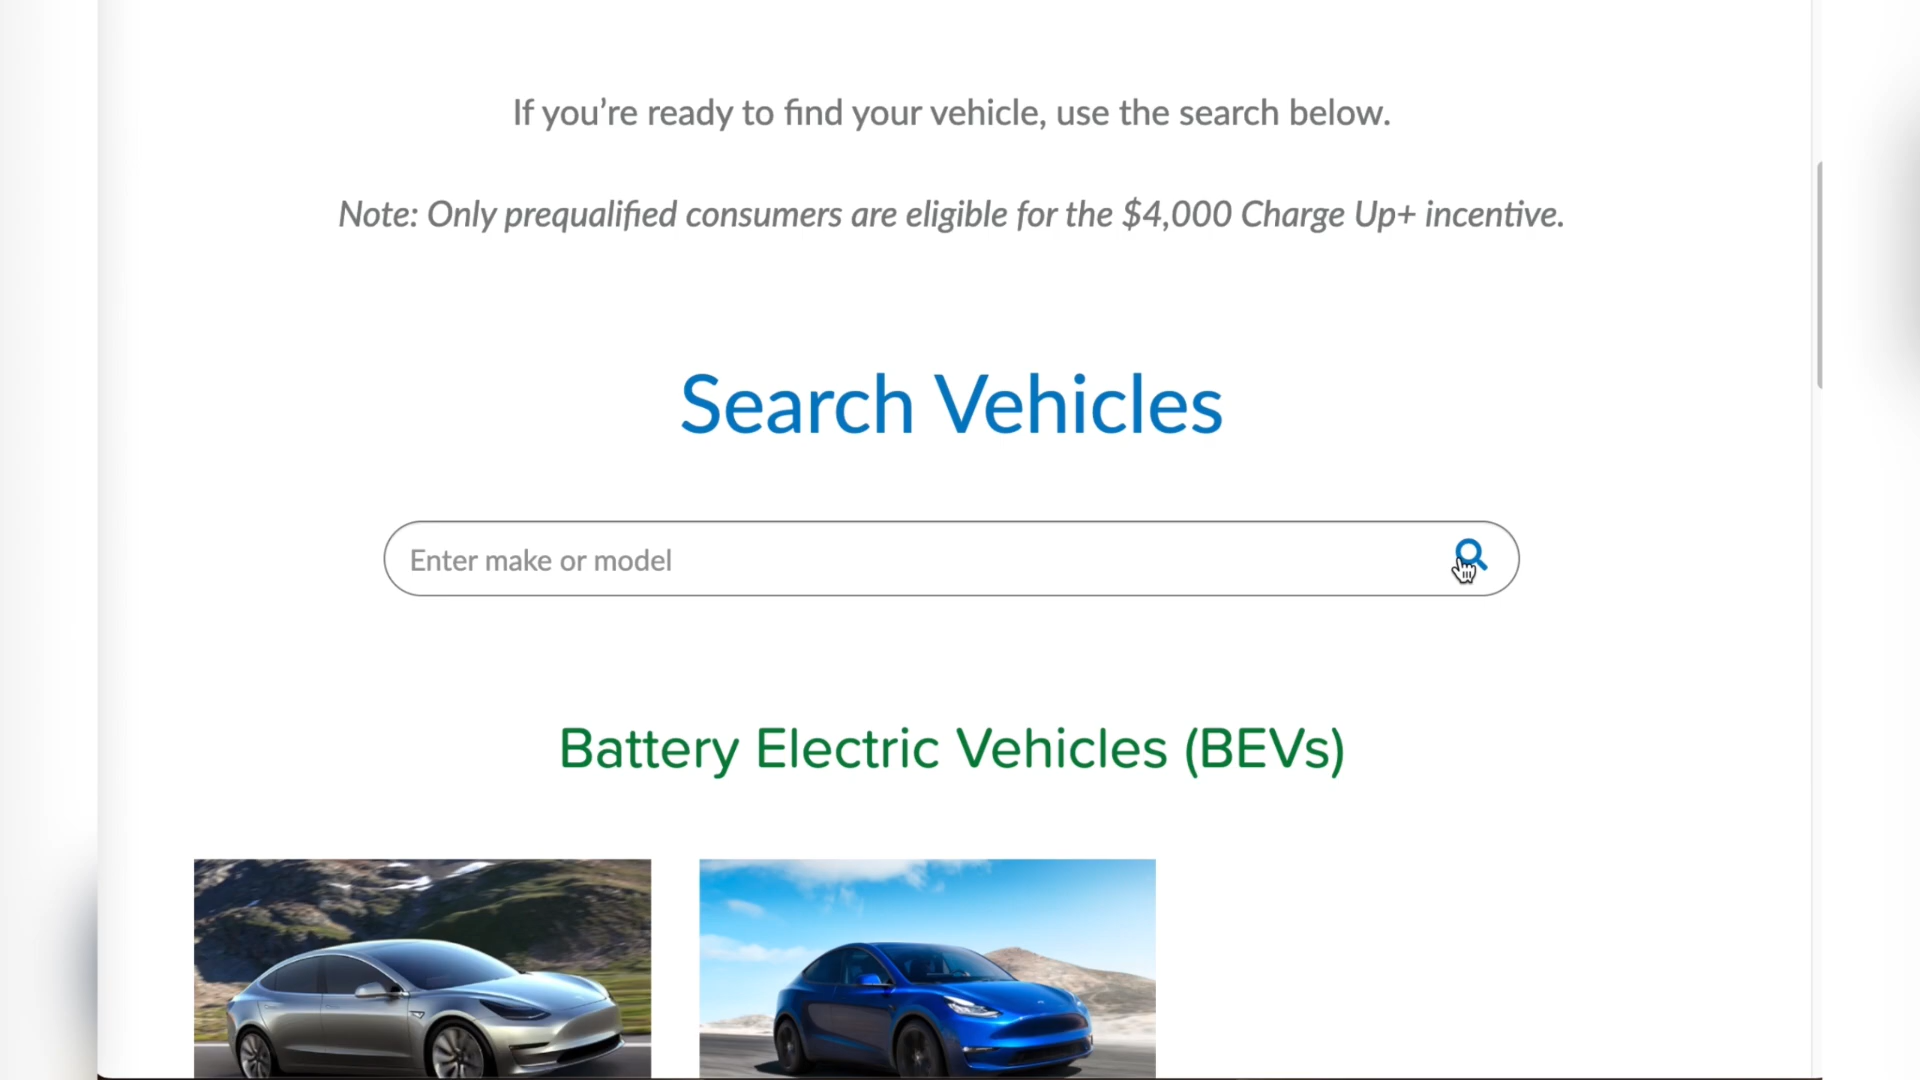 If you’re ready to find your vehicle, use the search below.
Note: Only prequalified consumers are eligible for the $4,000 Charge Up+ incentive.
Search Vehicles
Enter make or model
Battery Electric Vehicles (BEVs)